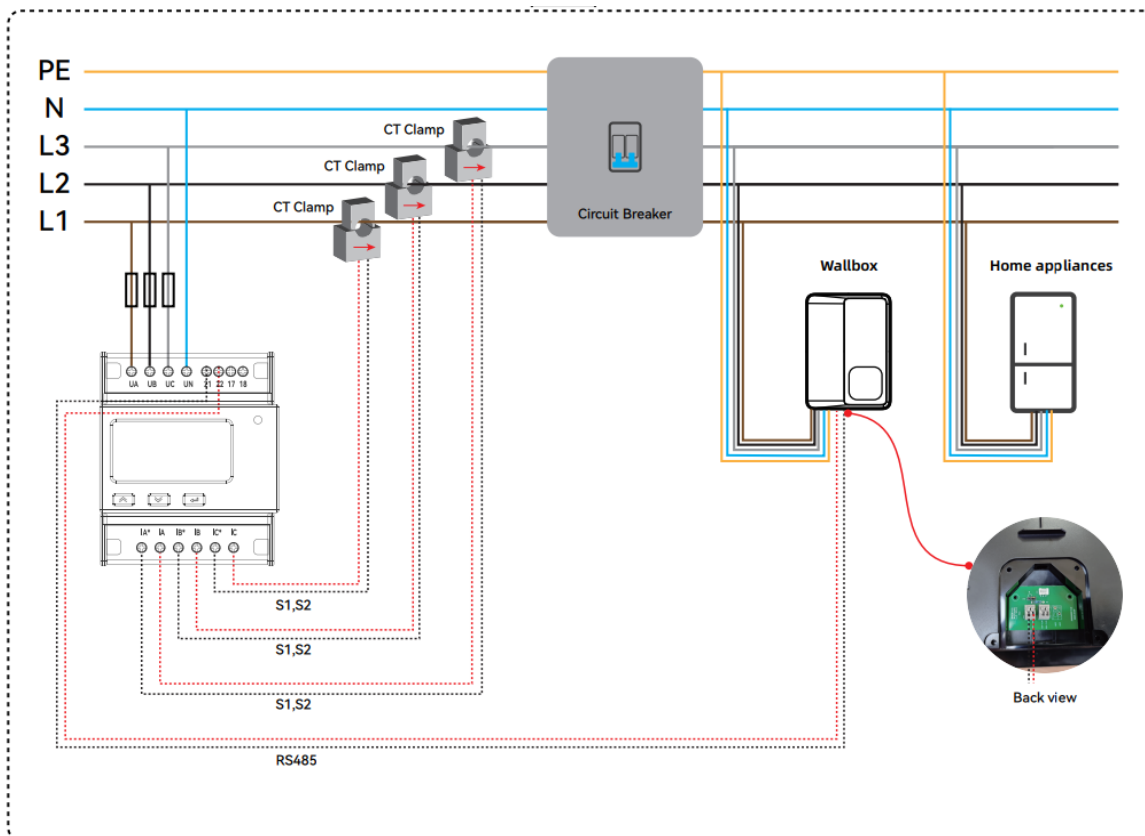 PE
N
L3
L2
L1
CT Clamp
CT Clamp
CT Clamp
Circuit Breaker
Wallbox
Home appliances
UA UB UC UN 21 22 17 18
IA* IA IB* IB IC* IC
S1,S2
S1,S2
S1,S2
RS485
Back view